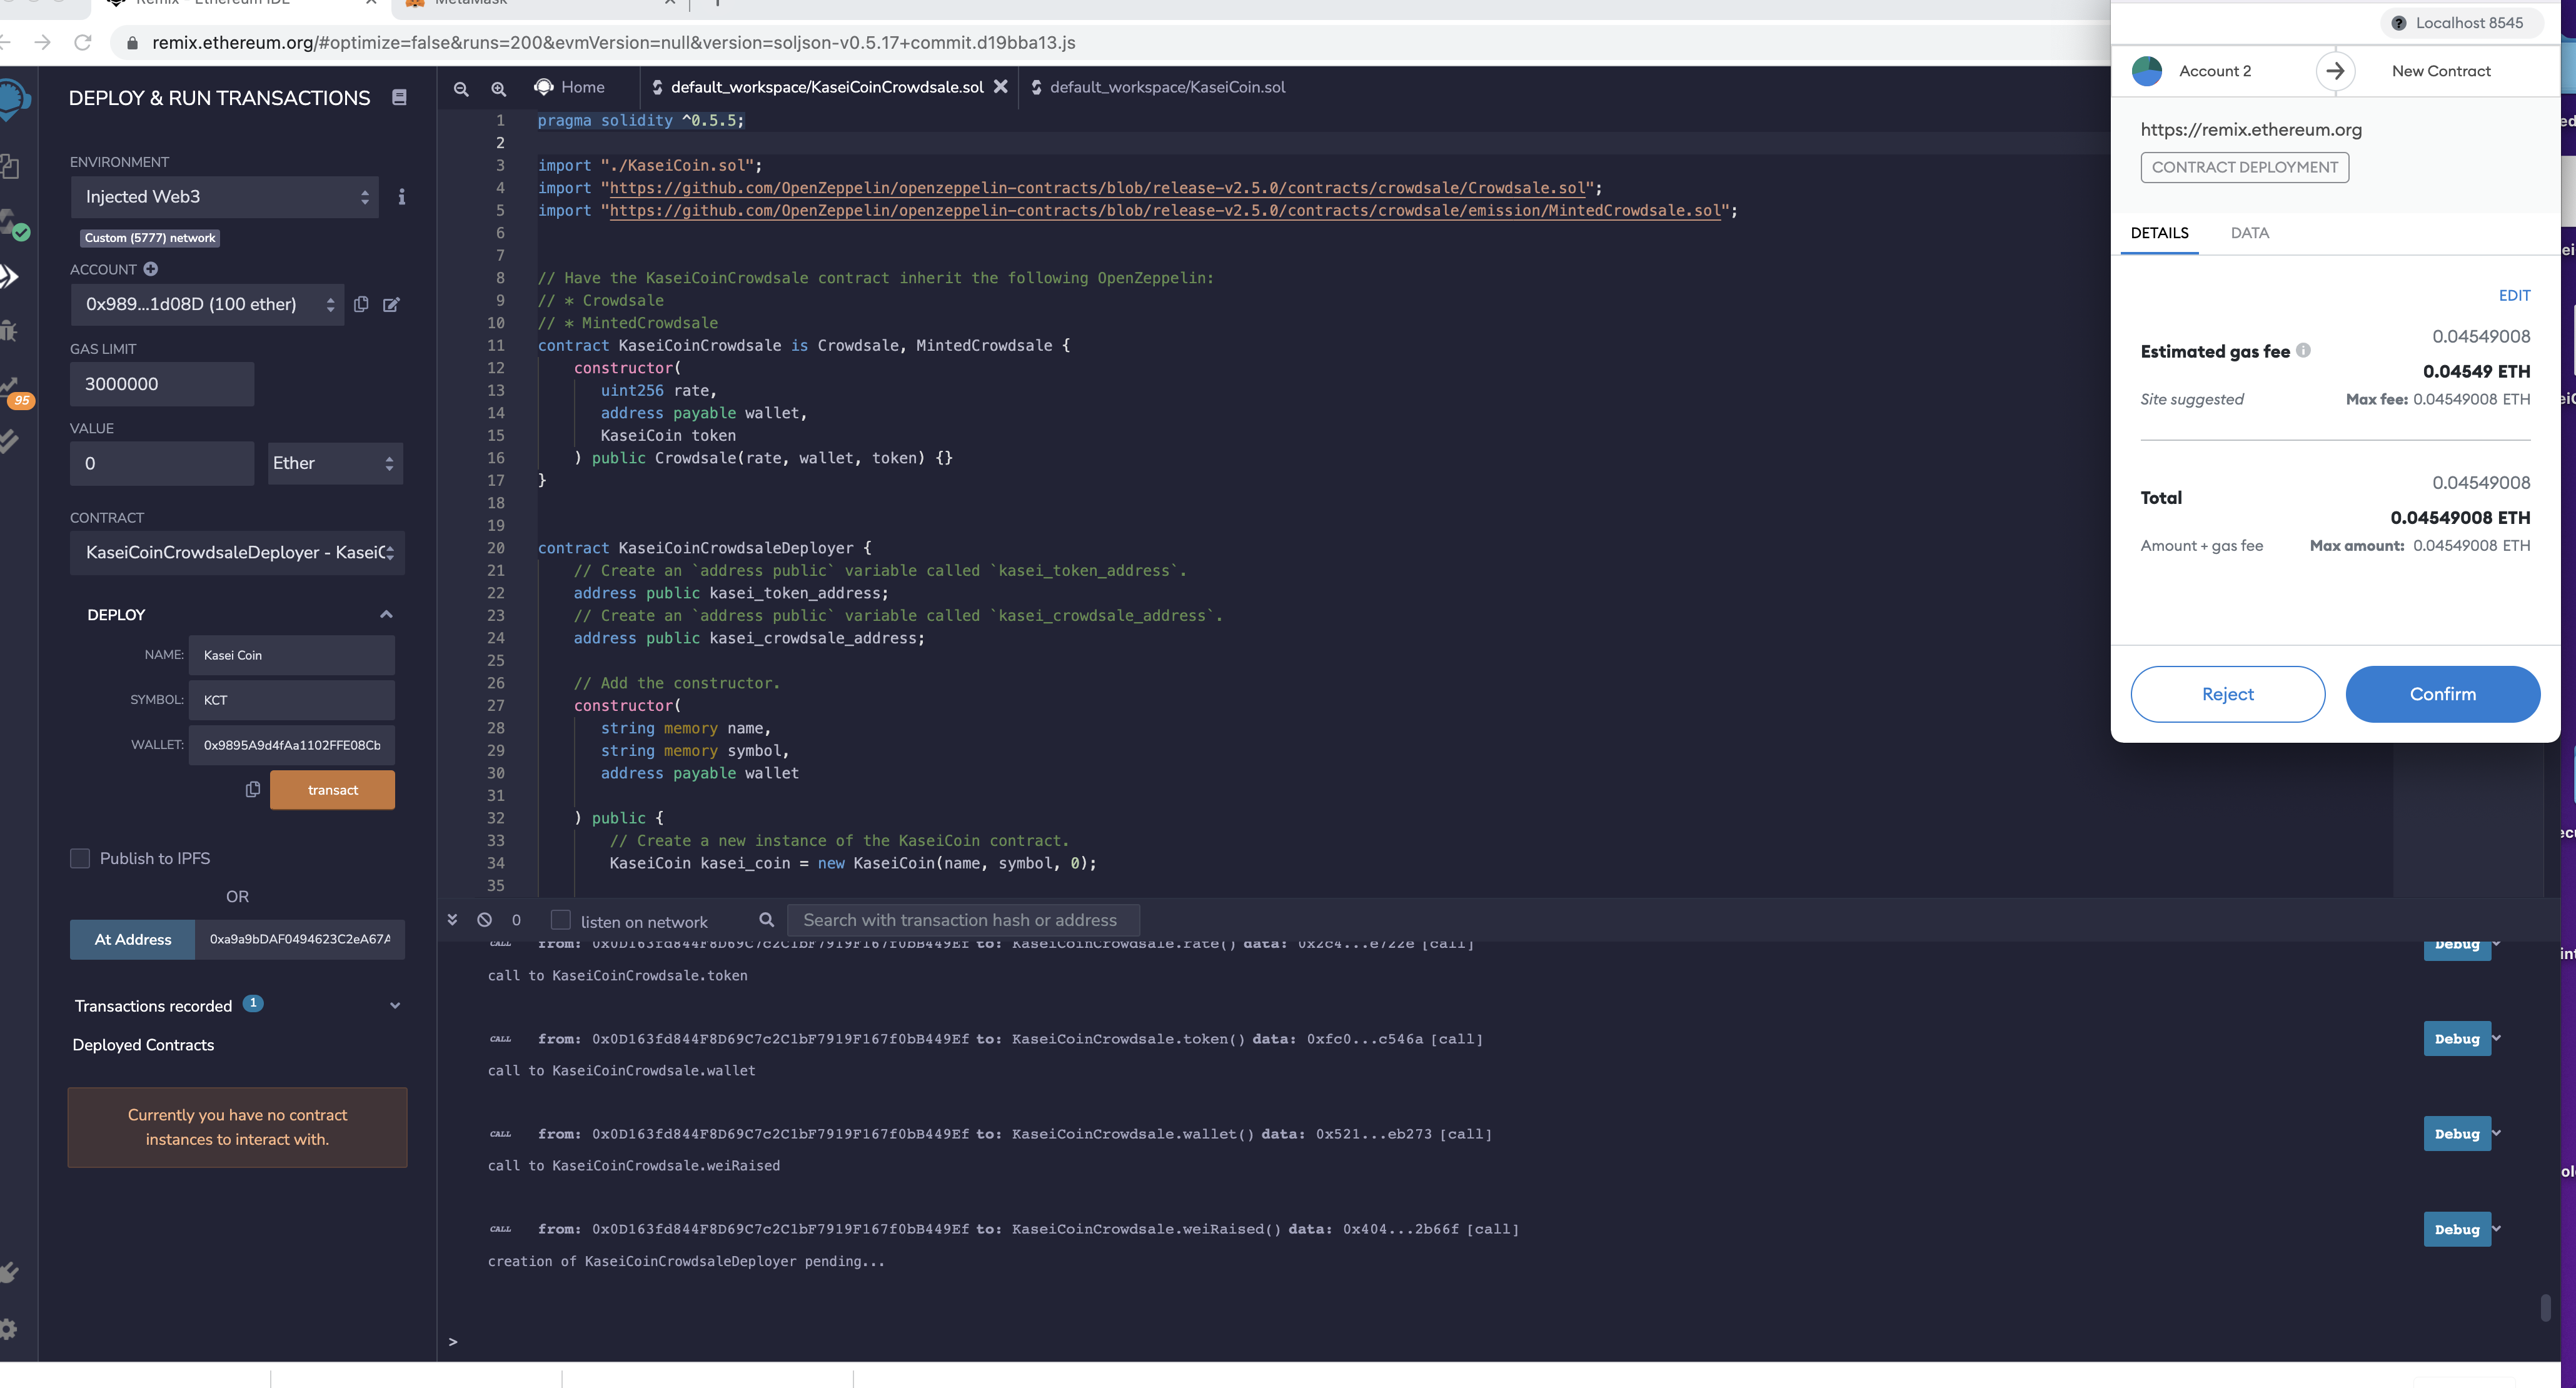 Remix - Ethereum IDE
MetaMask
remix.ethereum.org/#optimize=false&runs=200&evmVersion=null&version=soljson-v0.5.17+commit.d19bba13.js
DEPLOY & RUN TRANSACTIONS
ENVIRONMENT
Injected Web3
Custom (5777) network
ACCOUNT
0x989...1d08D (100 ether)
GAS LIMIT
3000000
95
VALUE
0 Ether
CONTRACT
KaseiCoinCrowdsaleDeployer - KaseiC
DEPLOY
NAME: Kasei Coin
SYMBOL: KCT
WALLET: 0x9895A9d4fAa1102FFE08Cb
transact
Publish to IPFS
OR
At Address 0xa9a9bDAF0494623C2eA67A
Transactions recorded 1
Deployed Contracts
Currently you have no contract
instances to interact with.
Home
default_workspace/KaseiCoinCrowdsale.sol
default_workspace/KaseiCoin.sol
1 pragma solidity ^0.5.5;
2
3 import "./KaseiCoin.sol";
4 import "https://github.com/OpenZeppelin/openzeppelin-contracts/blob/release-v2.5.0/contracts/crowdsale/Crowdsale.sol";
5 import "https://github.com/OpenZeppelin/openzeppelin-contracts/blob/release-v2.5.0/contracts/crowdsale/emission/MintedCrowdsale.sol";
6
7
8 // Have the KaseiCoinCrowdsale contract inherit the following OpenZeppelin:
9 // * Crowdsale
10 // * MintedCrowdsale
11 contract KaseiCoinCrowdsale is Crowdsale, MintedCrowdsale {
12 constructor(
13 uint256 rate,
14 address payable wallet,
15 KaseiCoin token
16 ) public Crowdsale(rate, wallet, token) {}
17 }
18
19
20 contract KaseiCoinCrowdsaleDeployer {
21 // Create an `address public` variable called `kasei_token_address`.
22 address public kasei_token_address;
23 // Create an `address public` variable called `kasei_crowdsale_address`.
24 address public kasei_crowdsale_address;
25
26 // Add the constructor.
27 constructor(
28 string memory name,
29 string memory symbol,
30 address payable wallet
31
32 ) public {
33 // Create a new instance of the KaseiCoin contract.
34 KaseiCoin kasei_coin = new KaseiCoin(name, symbol, 0);
35
0 listen on network Search with transaction hash or address
CALL from: 0x0D163fd844F8D69C7c2C1bF7919F167f0bB449Ef to: KaseiCoinCrowdsale.rate() data: 0x2c4...e722e [call] Debug
call to KaseiCoinCrowdsale.token
CALL from: 0x0D163fd844F8D69C7c2C1bF7919F167f0bB449Ef to: KaseiCoinCrowdsale.token() data: 0xfc0...c546a [call] Debug
call to KaseiCoinCrowdsale.wallet
CALL from: 0x0D163fd844F8D69C7c2C1bF7919F167f0bB449Ef to: KaseiCoinCrowdsale.wallet() data: 0x521...eb273 [call] Debug
call to KaseiCoinCrowdsale.weiRaised
CALL from: 0x0D163fd844F8D69C7c2C1bF7919F167f0bB449Ef to: KaseiCoinCrowdsale.weiRaised() data: 0x404...2b66f [call] Debug
creation of KaseiCoinCrowdsaleDeployer pending...
>
Localhost 8545
Account 2 New Contract
https://remix.ethereum.org
CONTRACT DEPLOYMENT
DETAILS DATA
EDIT
0.04549008
Estimated gas fee
0.04549 ETH
Site suggested Max fee: 0.04549008 ETH
0.04549008
Total
0.04549008 ETH
Amount + gas fee Max amount: 0.04549008 ETH
Reject Confirm